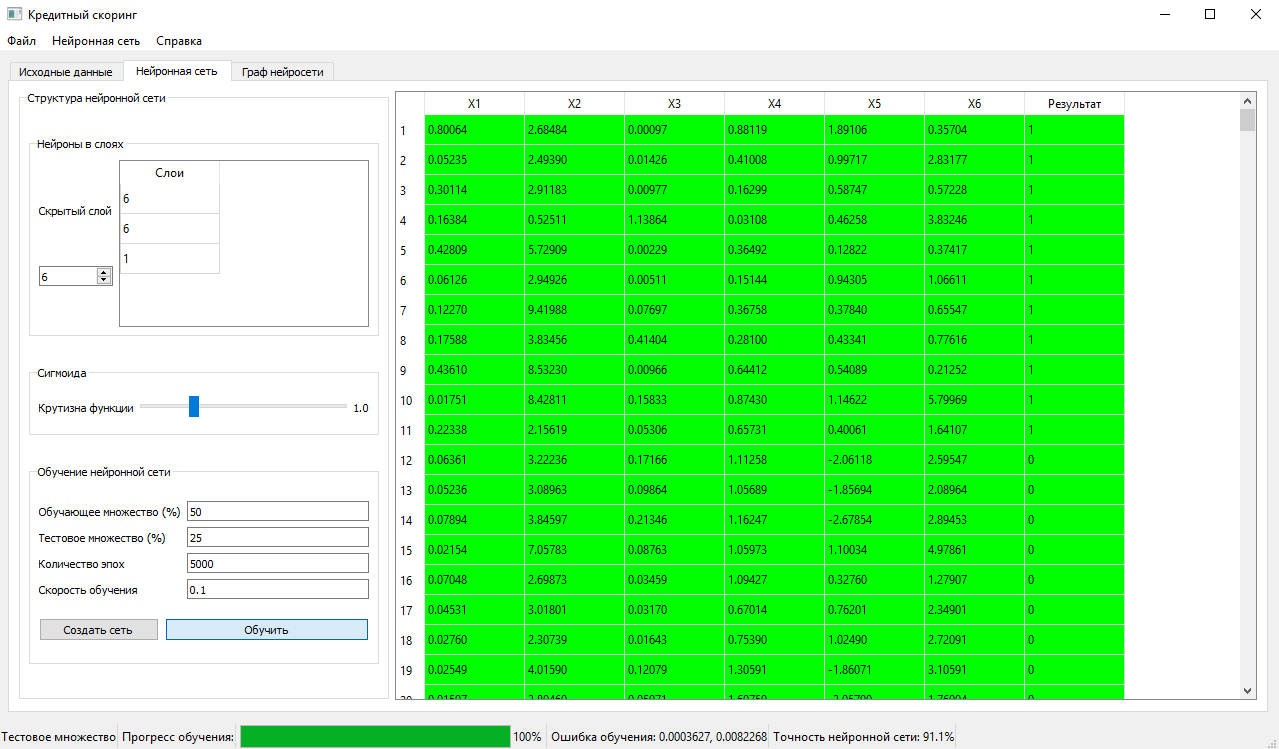 Кредитный скоринг
Файл Нейронная сеть Справка
Исходные данные Нейронная сеть Граф нейросети
Структура нейронной сети
Нейроны в слоях
Слои
6
Скрытый слой
6
1
6
Сигмоида
Крутизна функции 1.0
Обучение нейронной сети
Обучающее множество (%) 50
Тестовое множество (%) 25
Количество эпох 5000
Скорость обучения 0.1
Создать сеть Обучить
X1 X2 X3 X4 X5 X6 Результат
1 0.80064 2.68484 0.00097 0.88119 1.89106 0.35704 1
2 0.05235 2.49390 0.01426 0.41008 0.99717 2.83177 1
3 0.30114 2.91183 0.00977 0.16299 0.58747 0.57228 1
4 0.16384 0.52511 1.13864 0.03108 0.46258 3.83246 1
5 0.42809 5.72909 0.00229 0.36492 0.12822 0.37417 1
6 0.06126 2.94926 0.00511 0.15144 0.94305 1.06611 1
7 0.12270 9.41988 0.07697 0.36758 0.37840 0.65547 1
8 0.17588 3.83456 0.41404 0.28100 0.43341 0.77616 1
9 0.43610 8.53230 0.00966 0.64412 0.54089 0.21252 1
10 0.01751 8.42811 0.15833 0.87430 1.14622 5.79969 1
11 0.22338 2.15619 0.05306 0.65731 0.40061 1.64107 1
12 0.06361 3.22236 0.17166 1.11258 -2.06118 2.59547 0
13 0.05236 3.08963 0.09864 1.05689 -1.85694 2.08964 0
14 0.07894 3.84597 0.21346 1.16247 -2.67854 2.89453 0
15 0.02154 7.05783 0.08763 1.05973 1.10034 4.97861 0
16 0.07048 2.69873 0.03459 1.09427 0.32760 1.27907 0
17 0.04531 3.01801 0.03170 0.67014 0.76201 2.34901 0
18 0.02760 2.30739 0.01643 0.75390 1.02490 2.72091 0
19 0.02549 4.01590 0.12079 1.30591 -1.86071 3.10591 0
Тестовое множество Прогресс обучения: 100% Ошибка обучения: 0.0003627, 0.0082268 Точность нейронной сети: 91.1%